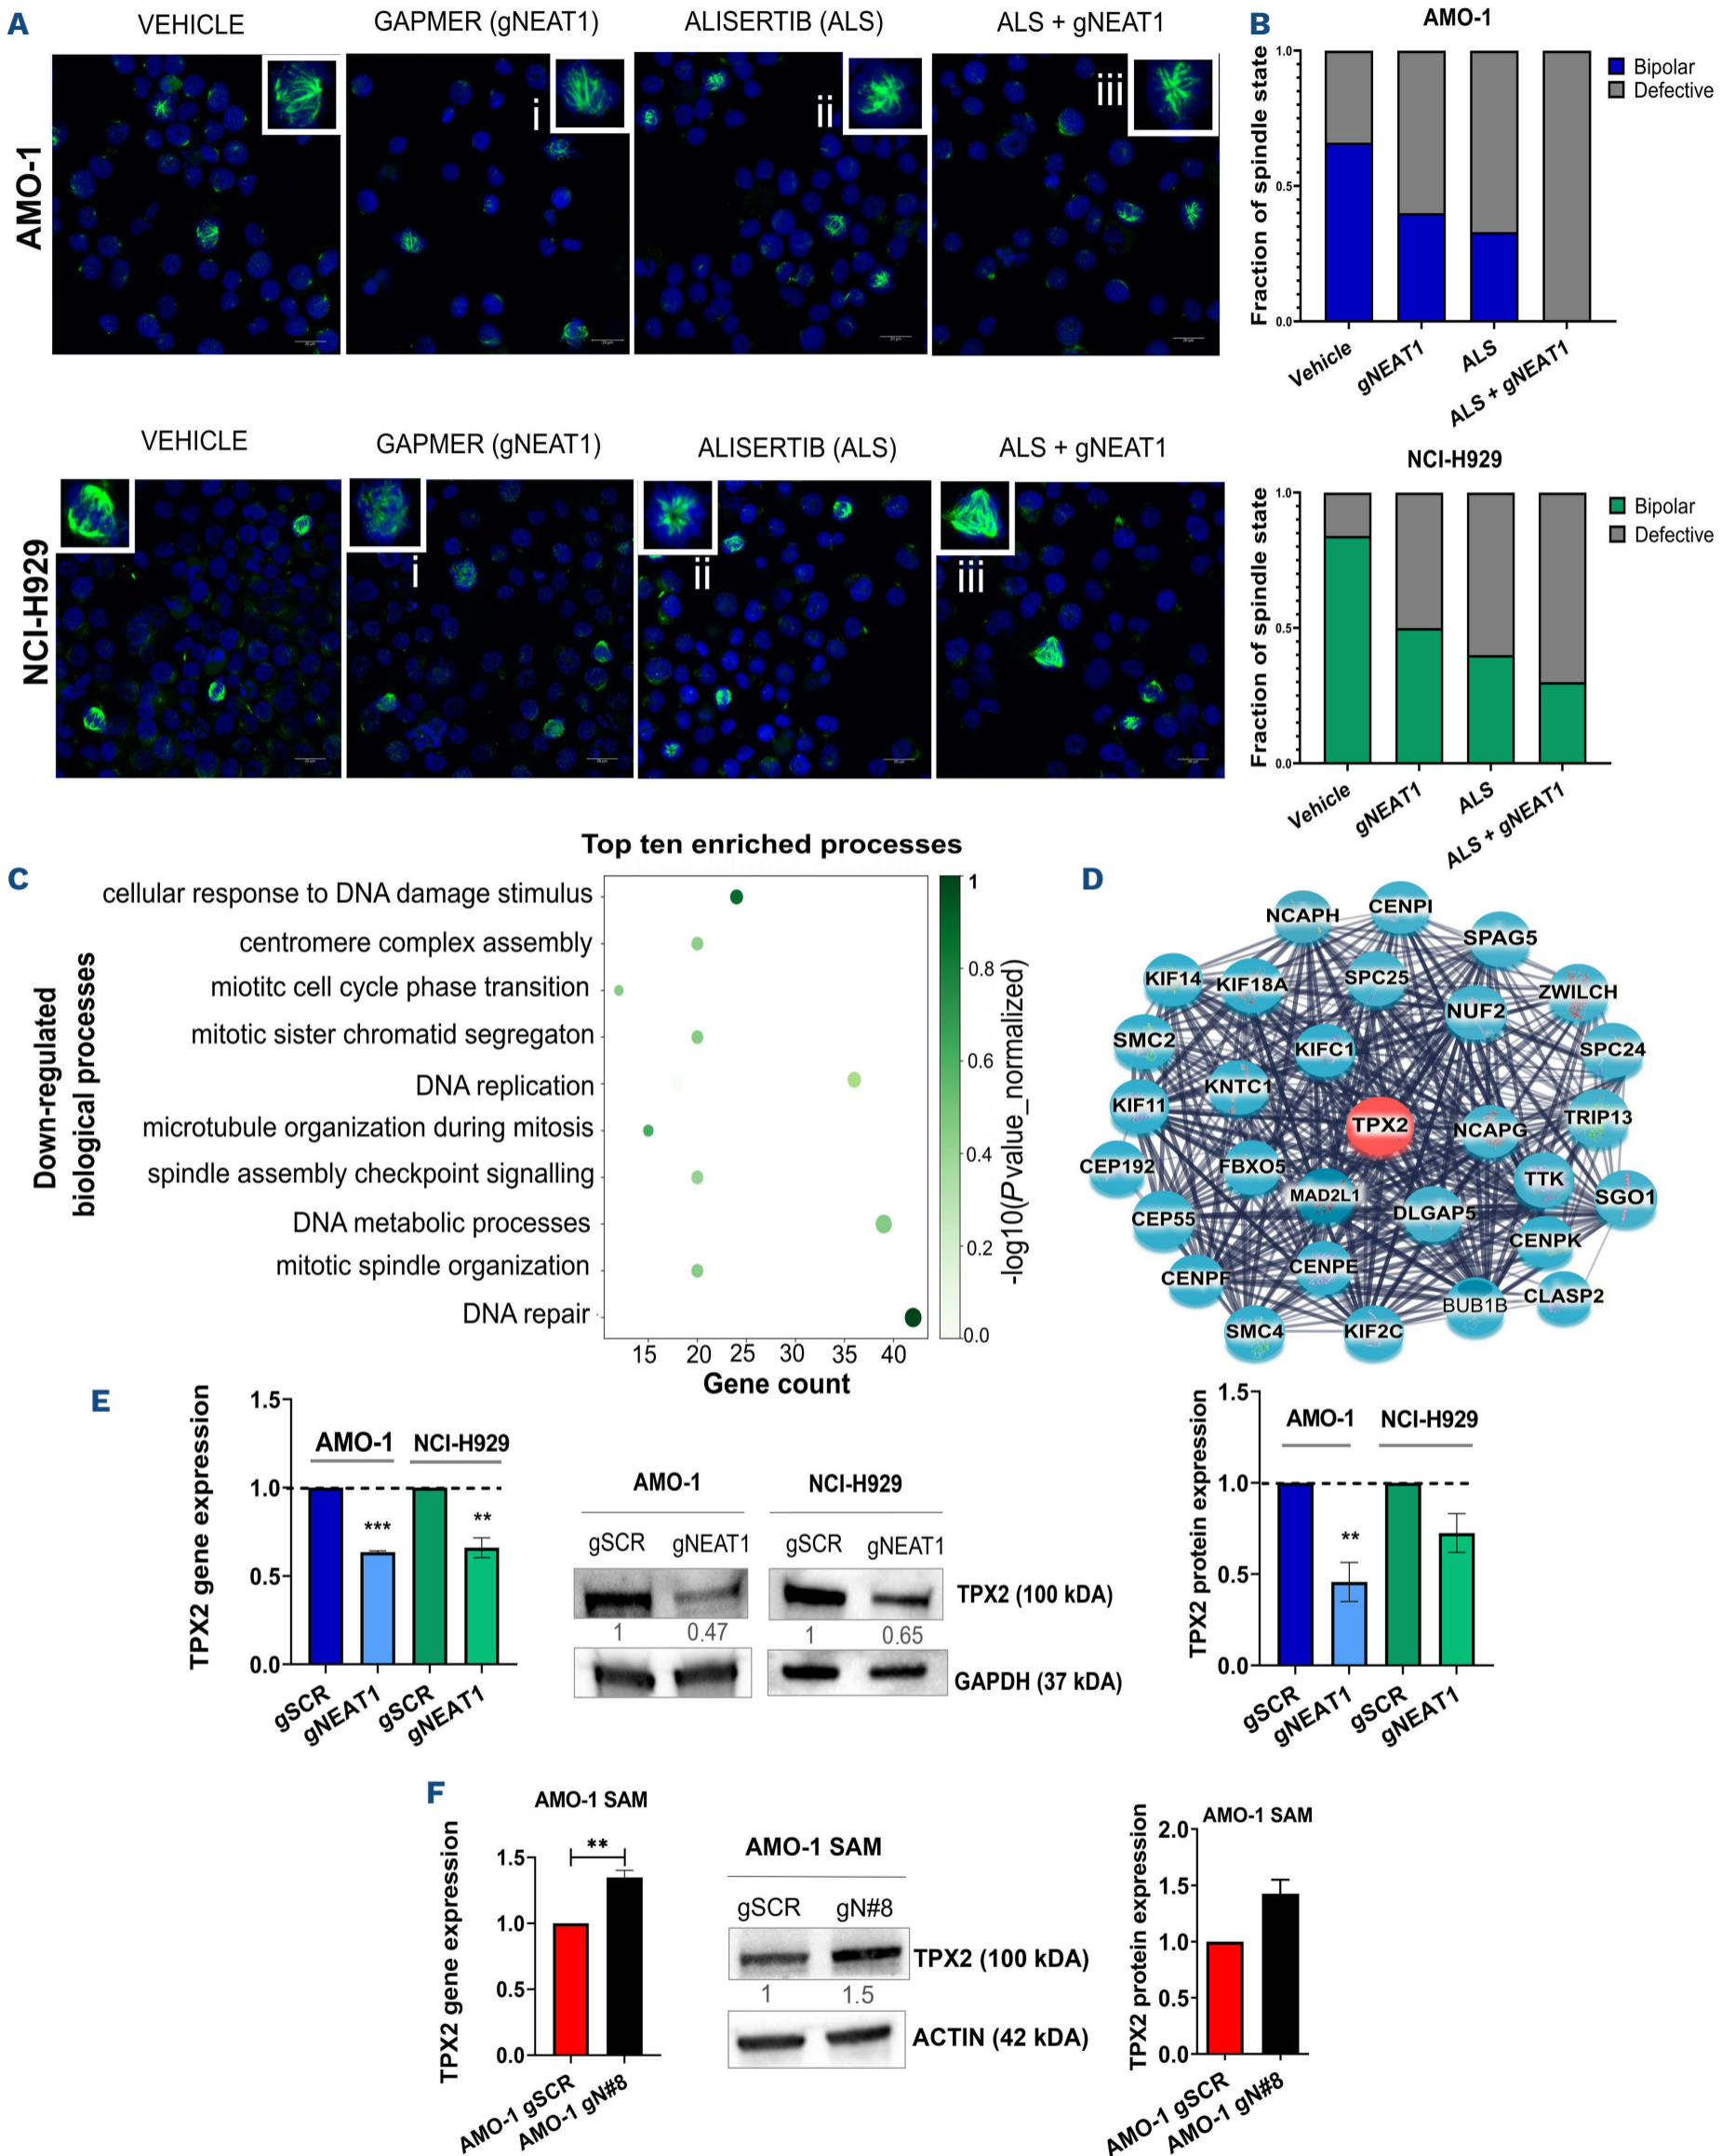 A
VEHICLE
GAPMER (gNEAT1)
ALISERTIB (ALS)
ALS + gNEAT1
AMO-1
i
ii
iii
B
AMO-1
Fraction of spindle state
1.0
0.5
0.0
Bipolar
Defective
Vehicle
gNEAT1
ALS
ALS + gNEAT1
VEHICLE
GAPMER (gNEAT1)
ALISERTIB (ALS)
ALS + gNEAT1
NCI-H929
i
ii
iii
NCI-H929
Fraction of spindle state
1.0
0.5
0.0
Bipolar
Defective
Vehicle
gNEAT1
ALS
ALS + gNEAT1
C
Top ten enriched processes
Down-regulated
biological processes
cellular response to DNA damage stimulus
centromere complex assembly
miotitc cell cycle phase transition
mitotic sister chromatid segregaton
DNA replication
microtubule organization during mitosis
spindle assembly checkpoint signalling
DNA metabolic processes
mitotic spindle organization
DNA repair
15 20 25 30 35 40
Gene count
1
0.8
0.6
0.4
0.2
0.0
-log10(Pvalue_normalized)
D
NCAPH
CENPI
SPAG5
KIF14
KIF18A
SPC25
ZWILCH
NUF2
SMC2
KIFC1
SPC24
KNTC1
KIF11
TPX2
NCAPG
TRIP13
CEP192
FBXO5
TTK
MAD2L1
SGO1
CEP55
DLGAP5
CENPK
CENPF
CENPE
BUB1B
CLASP2
SMC4
KIF2C
E
TPX2 gene expression
1.5
1.0
0.5
0.0
AMO-1
NCI-H929
***
**
gSCR
gNEAT1
gSCR
gNEAT1
AMO-1
NCI-H929
gSCR gNEAT1 gSCR gNEAT1
TPX2 (100 kDA)
1 0.47 1 0.65
GAPDH (37 kDA)
TPX2 protein expression
1.5
1.0
0.5
0.0
AMO-1
NCI-H929
**
gSCR
gNEAT1
gSCR
gNEAT1
F
AMO-1 SAM
TPX2 gene expression
1.5
1.0
0.5
0.0
**
AMO-1 gSCR
AMO-1 gN#8
AMO-1 SAM
gSCR gN#8
TPX2 (100 kDA)
1 1.5
ACTIN (42 kDA)
AMO-1 SAM
TPX2 protein expression
2.0
1.5
1.0
0.5
0.0
AMO-1 gSCR
AMO-1 gN#8